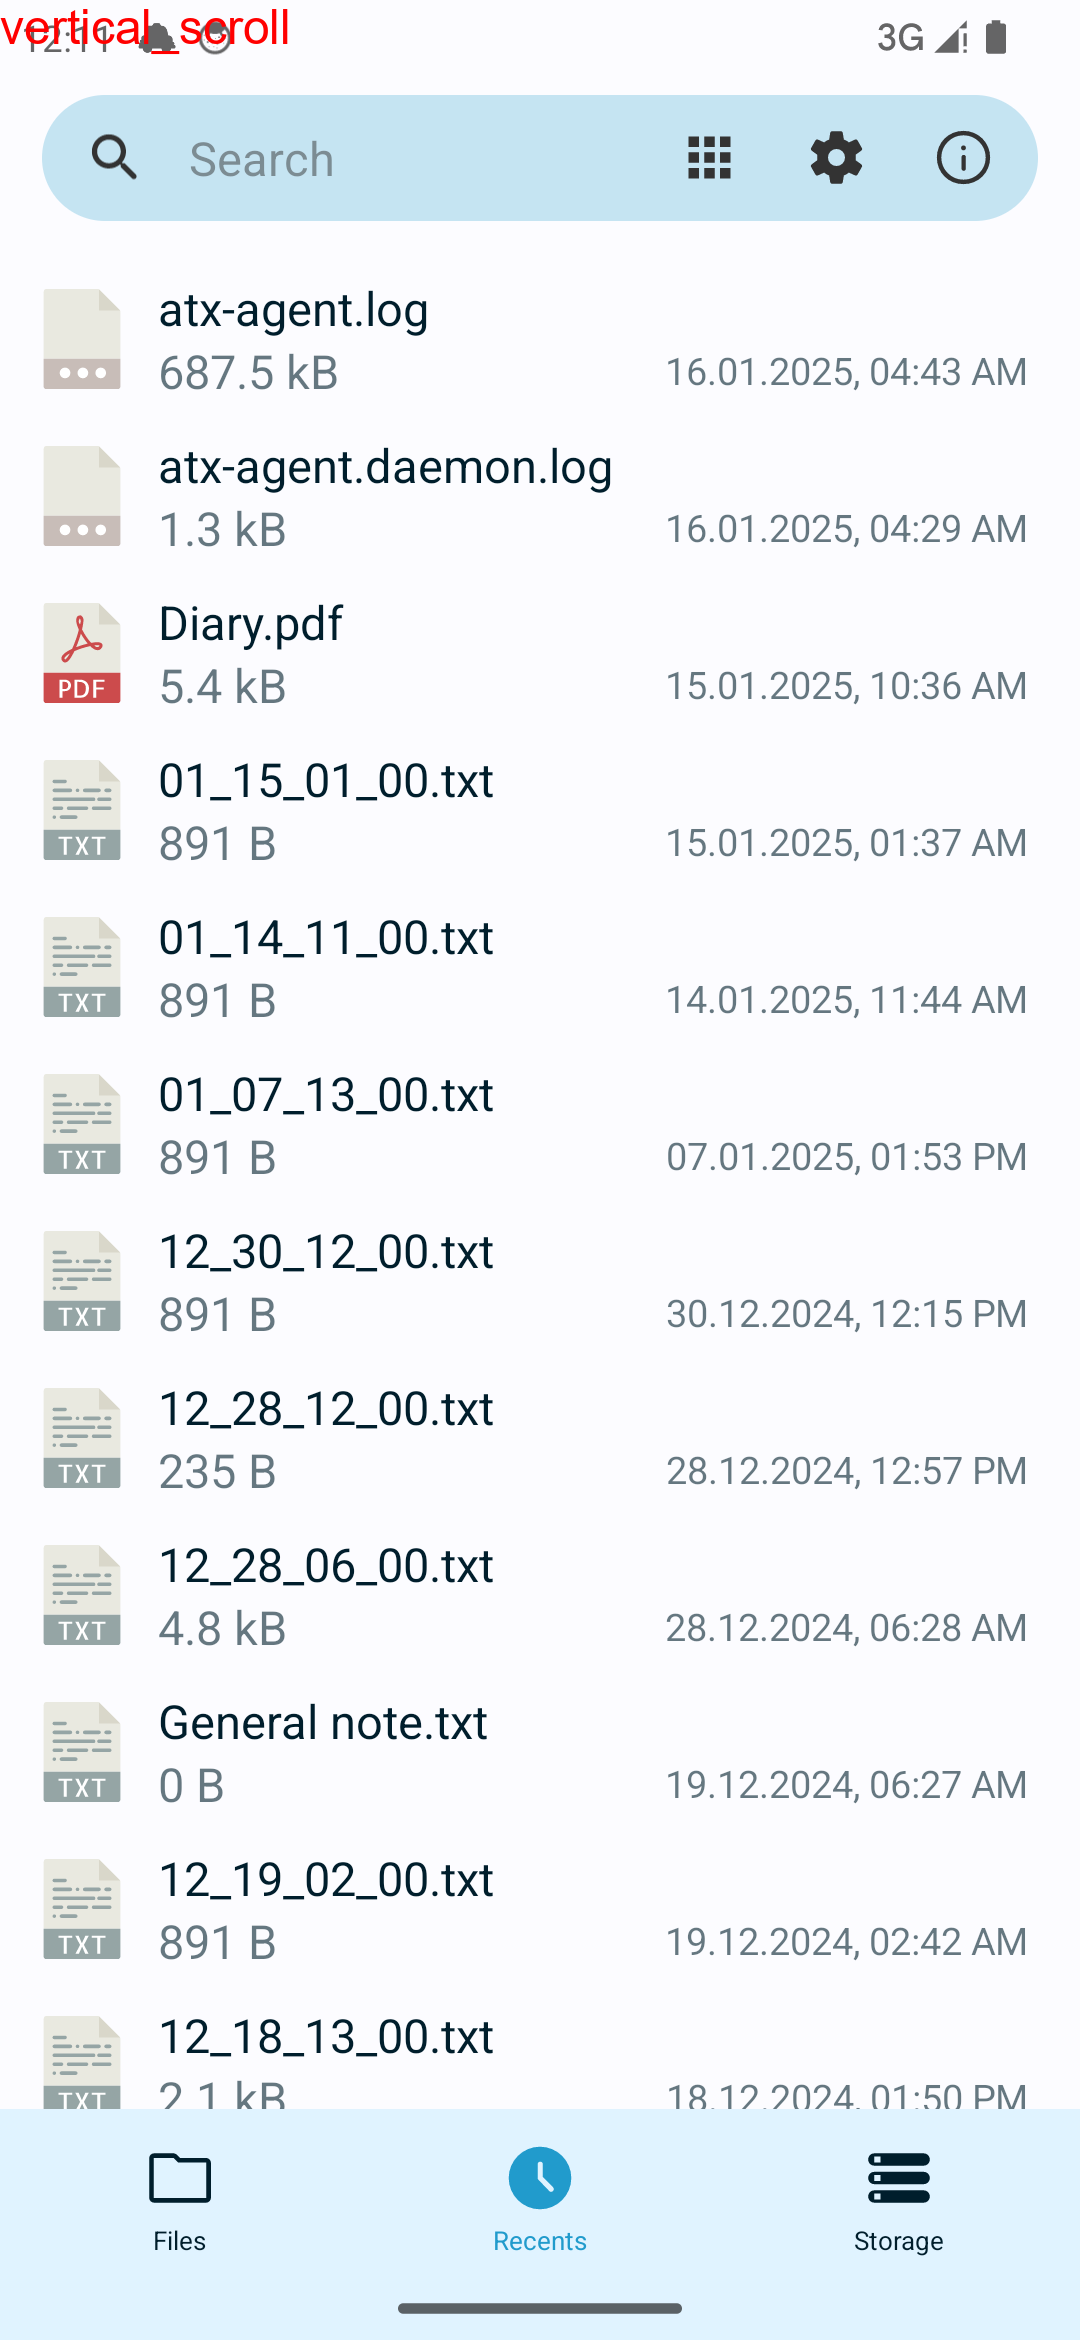 vertical_scroll
12:11
3G
Search
atx-agent.log
687.5 kB
16.01.2025, 04:43 AM
atx-agent.daemon.log
1.3 kB
16.01.2025, 04:29 AM
Diary.pdf
PDF
5.4 kB
15.01.2025, 10:36 AM
01_15_01_00.txt
TXT
891 B
15.01.2025, 01:37 AM
01_14_11_00.txt
TXT
891 B
14.01.2025, 11:44 AM
01_07_13_00.txt
TXT
891 B
07.01.2025, 01:53 PM
12_30_12_00.txt
TXT
891 B
30.12.2024, 12:15 PM
12_28_12_00.txt
TXT
235 B
28.12.2024, 12:57 PM
12_28_06_00.txt
TXT
4.8 kB
28.12.2024, 06:28 AM
General note.txt
TXT
0 B
19.12.2024, 06:27 AM
12_19_02_00.txt
TXT
891 B
19.12.2024, 02:42 AM
12_18_13_00.txt
TXT
2.1 kB
18.12.2024, 01:50 PM
Files
Recents
Storage